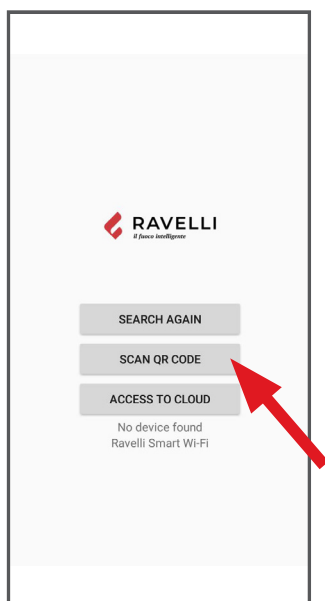 RAVELLI
il fuoco intelligente
SEARCH AGAIN
SCAN QR CODE
ACCESS TO CLOUD
No device found
Ravelli Smart Wi-Fi